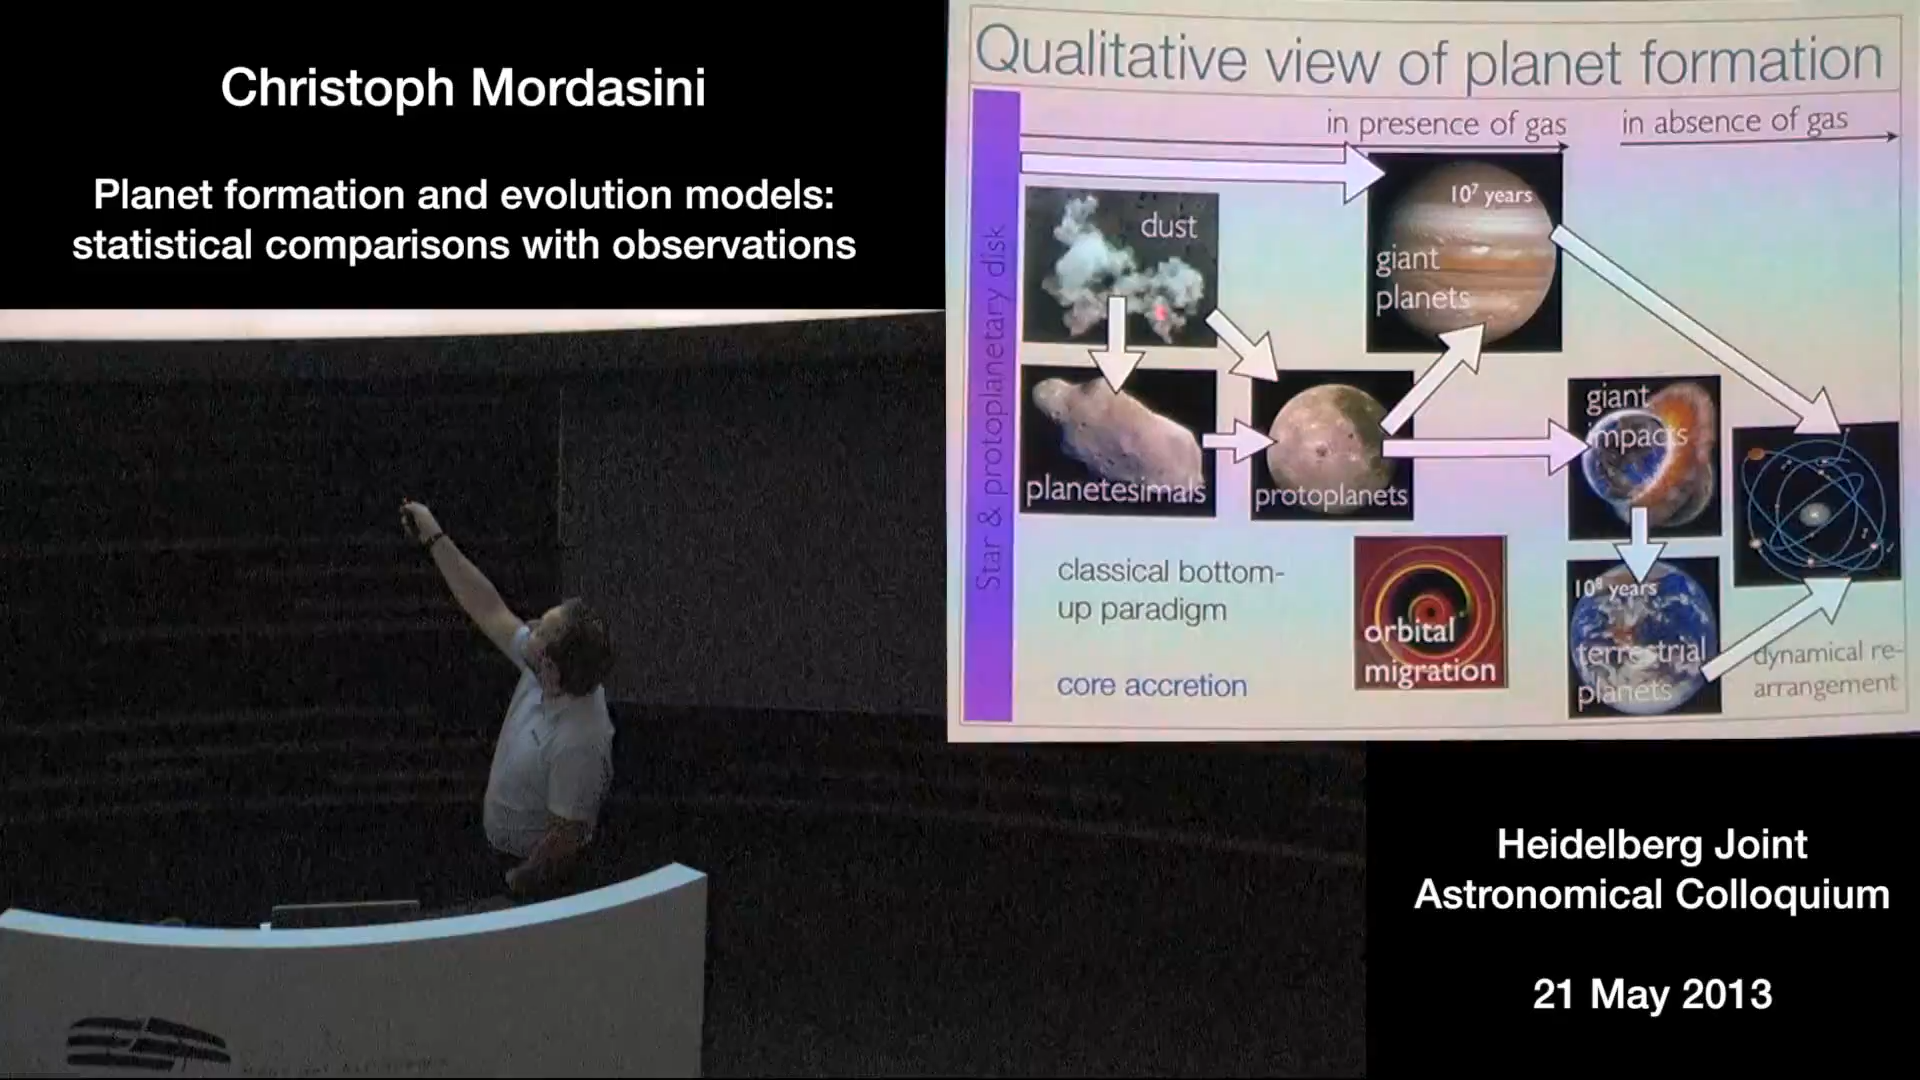 Christoph Mordasini
Planet formation and evolution models:
statistical comparisons with observations
Qualitative view of planet formation
in presence of gas
in absence of gas
Star & protoplanetary disk
dust
10⁷ years
giant
planets
planetesimals
protoplanets
giant
impacts
classical bottom-
up paradigm
core accretion
orbital
migration
10⁸ years
terrestrial
planets
dynamical re-
arrangement
Heidelberg Joint
Astronomical Colloquium
21 May 2013